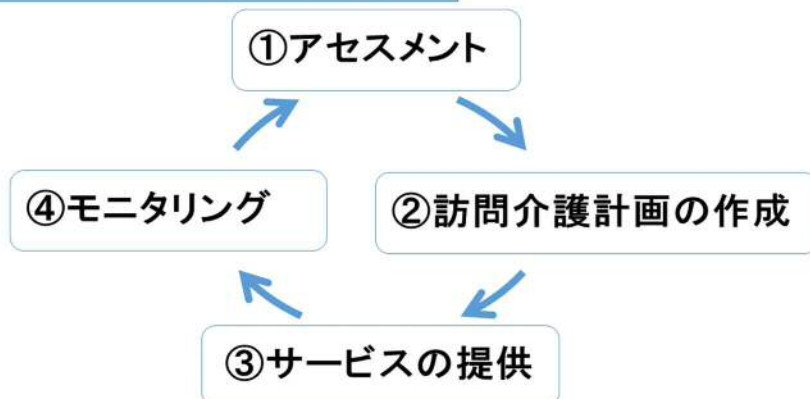 ①アセスメント
②訪問介護計画の作成
③サービスの提供
④モニタリング